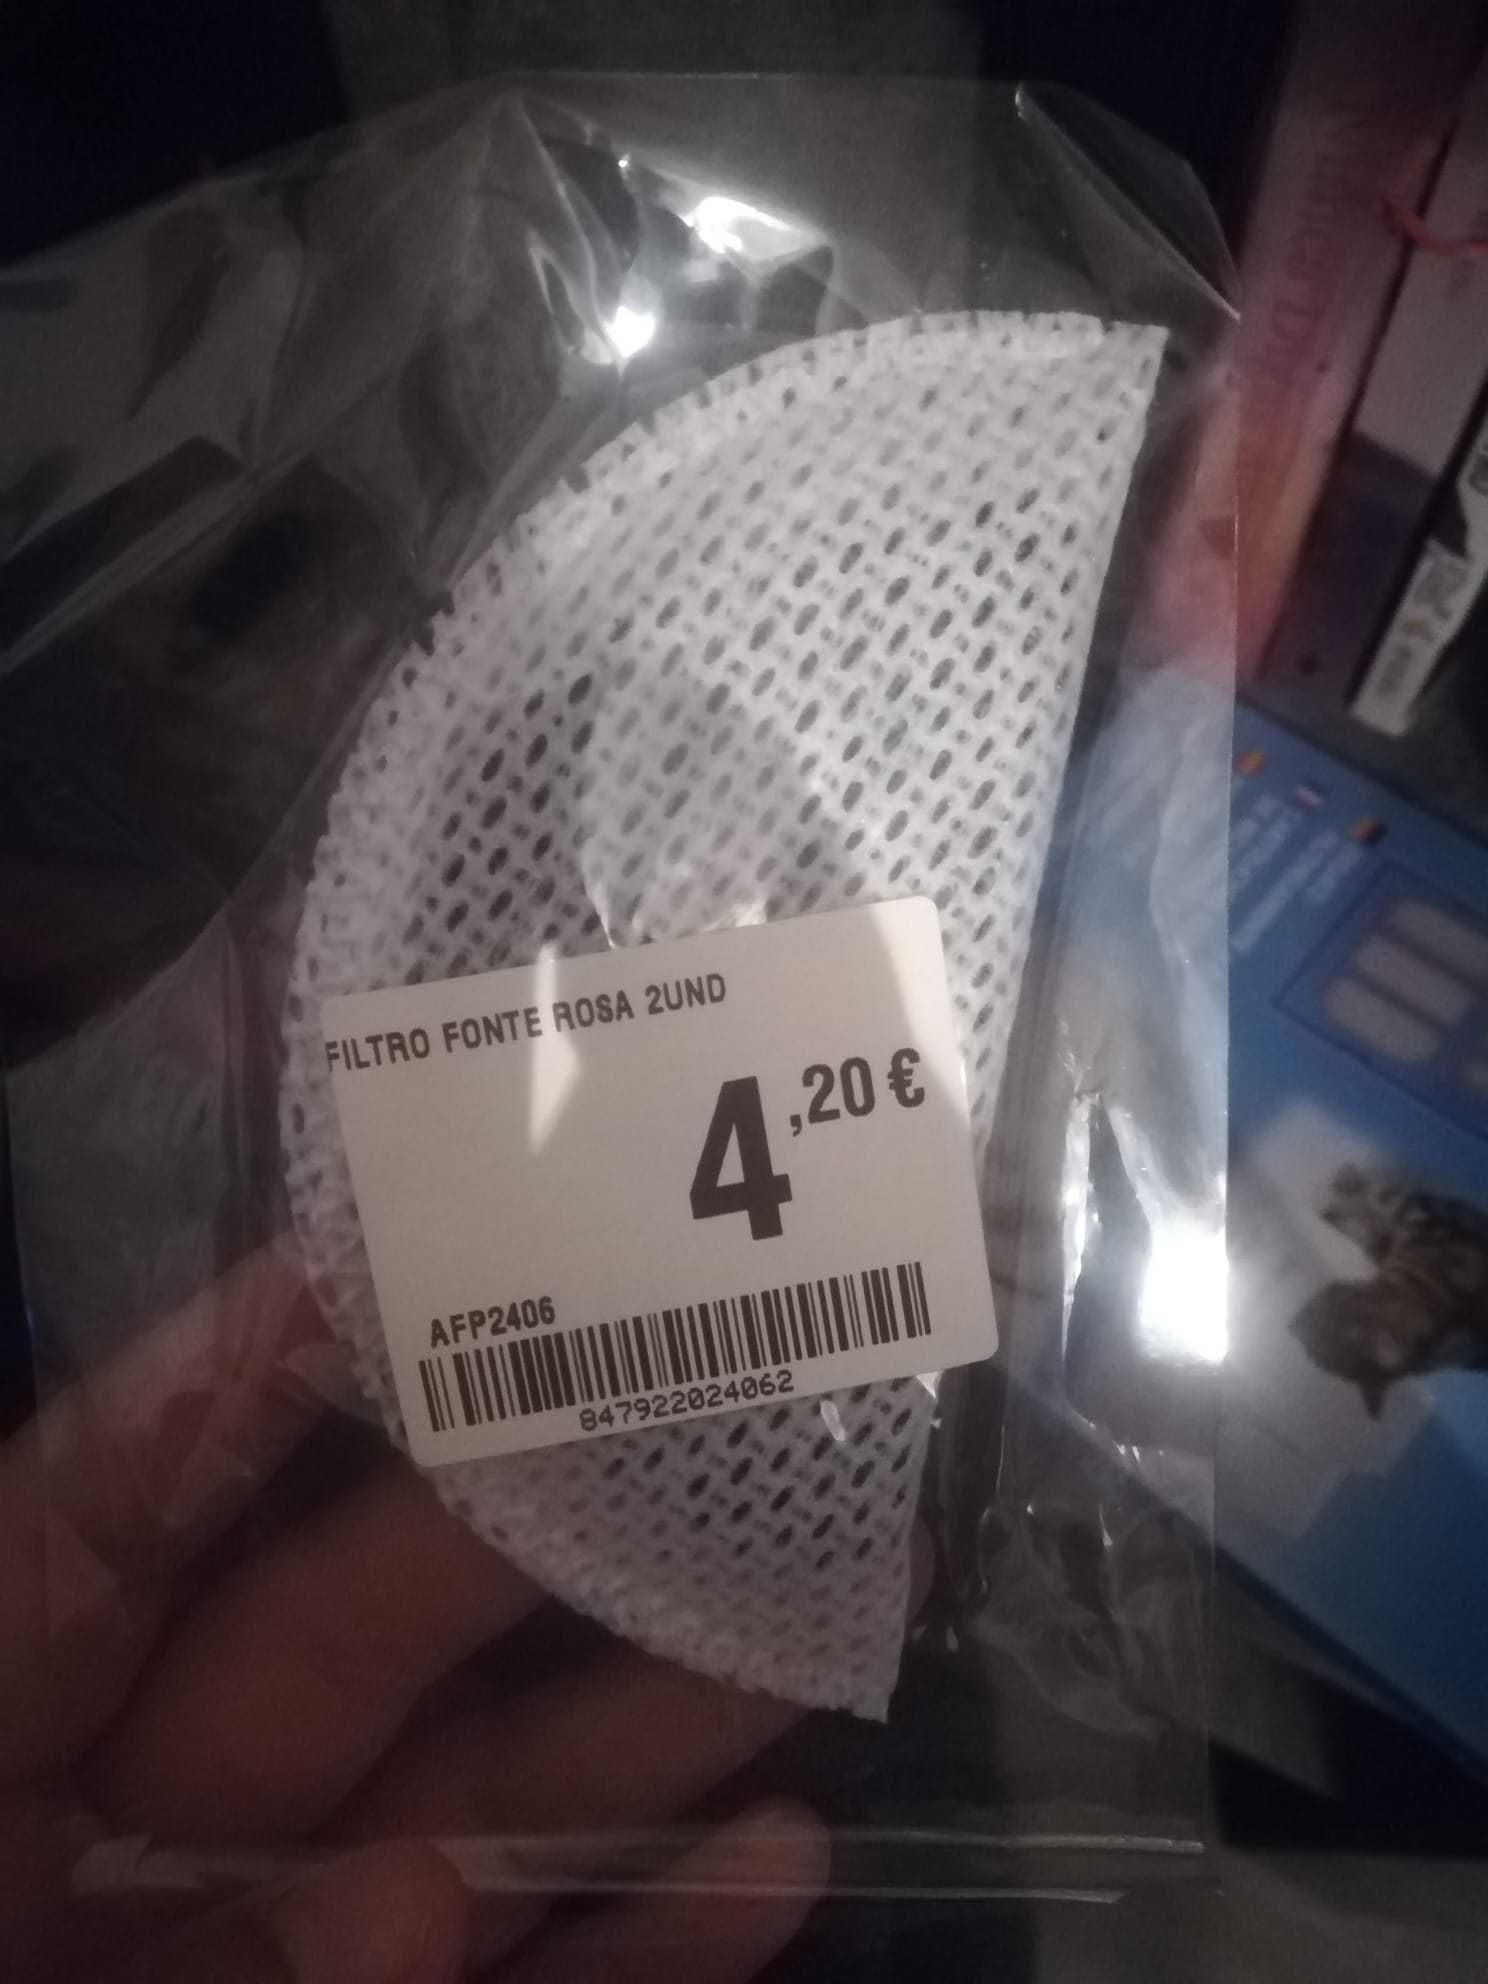 FILTRO FONTE ROSA 2UND
4,20 €
AFP2406
847922024062